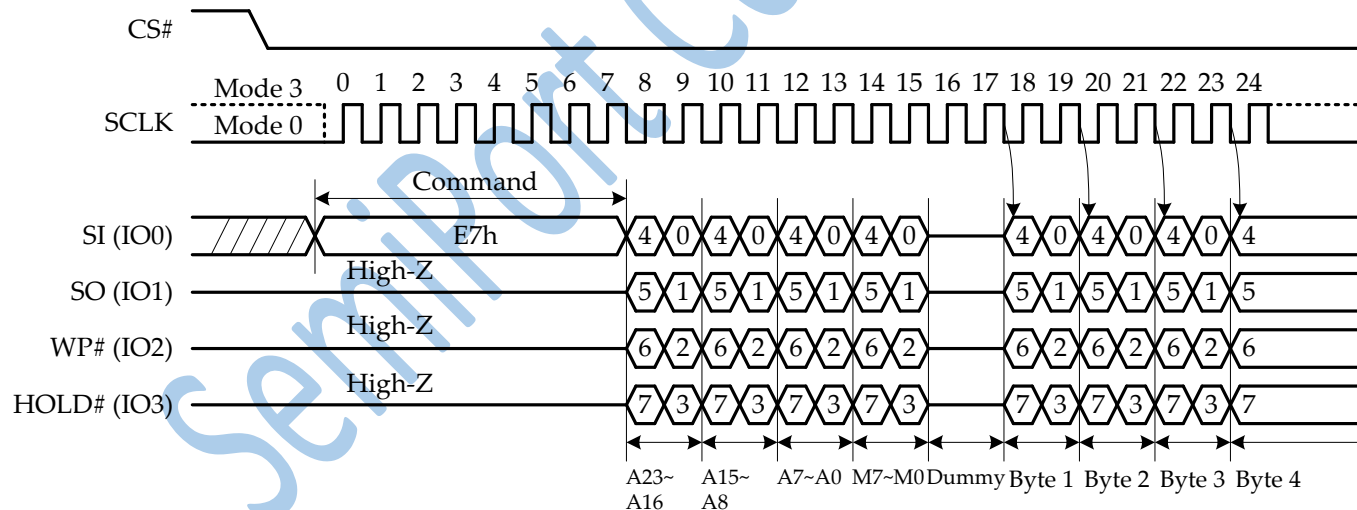 CS#
Mode 3
Mode 0
SCLK
0 1 2 3 4 5 6 7 8 9 10 11 12 13 14 15 16 17 18 19 20 21 22 23 24
Command
SI (IO0)
E7h
4 0 4 0 4 0 4 0 4 0 4 0 4 0 4
High-Z
SO (IO1)
5 1 5 1 5 1 5 1 5 1 5 1 5 1 5
High-Z
WP# (IO2)
6 2 6 2 6 2 6 2 6 2 6 2 6 2 6
High-Z
HOLD# (IO3)
7 3 7 3 7 3 7 3 7 3 7 3 7 3 7
A23~
A16
A15~
A8
A7~A0
M7~M0
Dummy
Byte 1
Byte 2
Byte 3
Byte 4
SemiPort Co